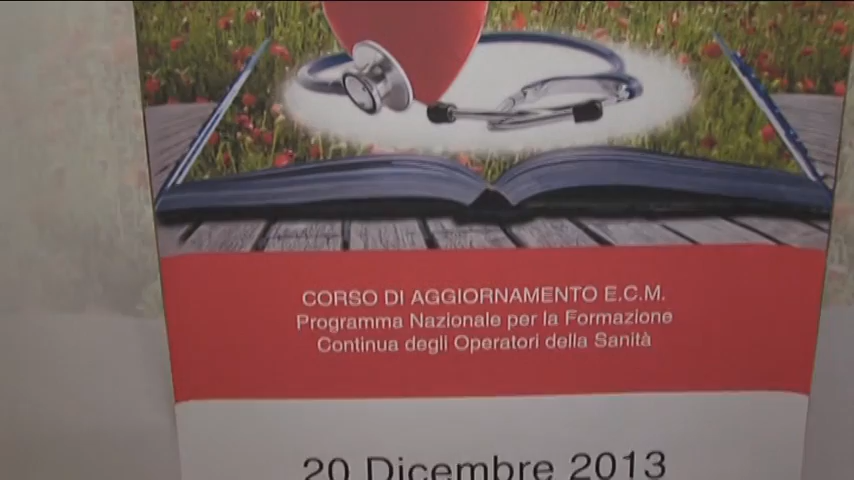 CORSO DI AGGIORNAMENTO E.C.M.
Programma Nazionale per la Formazione
Continua degli Operatori della Sanità
20 Dicembre 2013